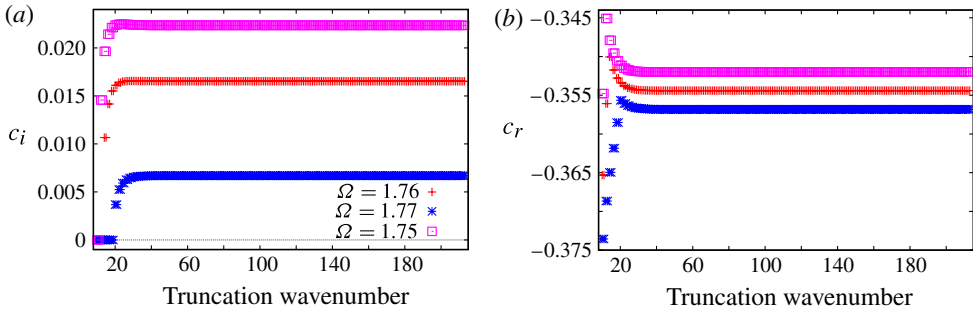 (a)
0.020
0.015
c_i
0.010
0.005
0
Ω = 1.76
Ω = 1.77
Ω = 1.75
20 60 100 140 180
Truncation wavenumber
(b)
−0.345
−0.355
c_r
−0.365
−0.375
20 60 100 140 180
Truncation wavenumber